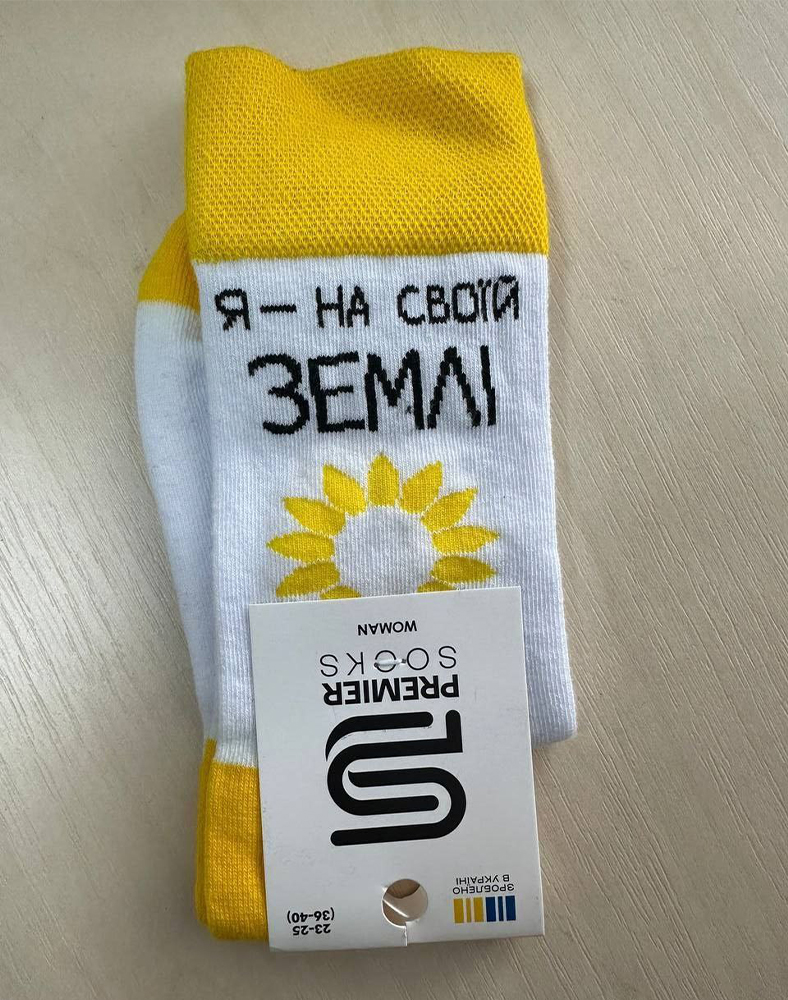 Я – НА СВОЇЙ
ЗЕМЛІ
WOMAN
PREMIER
SOCKS
23-25
(36-40)
ЗРОБЛЕНО
В УКРАЇНІ